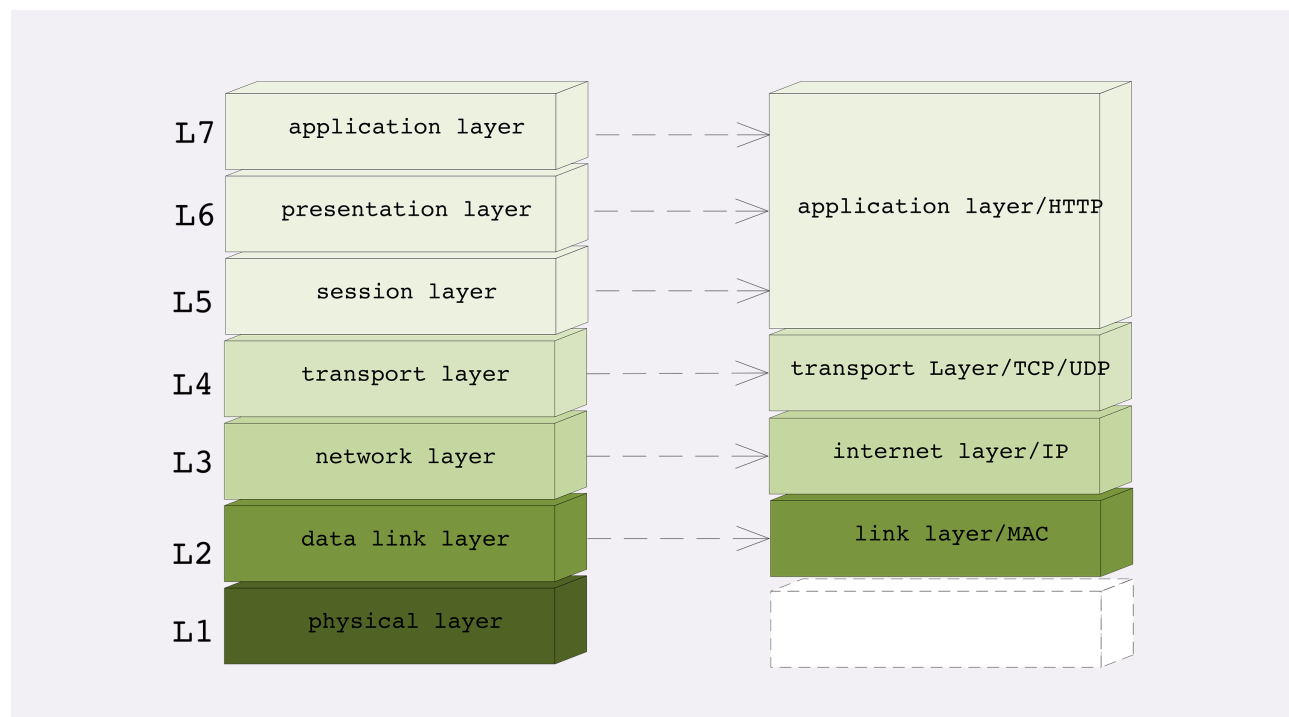 L7
application layer
L6
presentation layer
application layer/HTTP
L5
session layer
L4
transport layer
transport Layer/TCP/UDP
L3
network layer
internet layer/IP
L2
data link layer
link layer/MAC
L1
physical layer